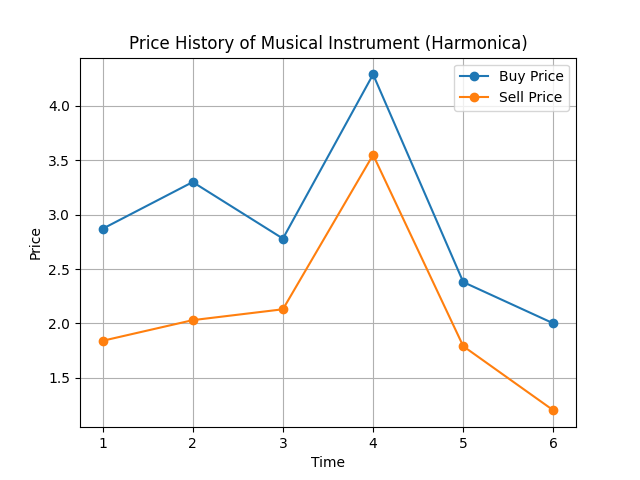 Price History of Musical Instrument (Harmonica)
Buy Price
Sell Price
4.0
3.5
3.0
2.5
2.0
1.5
Price
1 2 3 4 5 6
Time